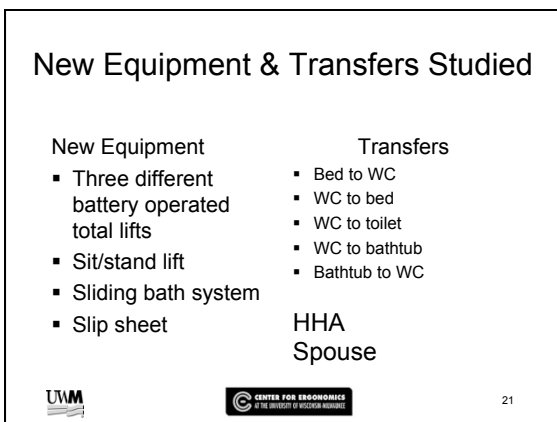 New Equipment & Transfers Studied
New Equipment
▪ Three different
battery operated
total lifts
▪ Sit/stand lift
▪ Sliding bath system
▪ Slip sheet
Transfers
▪ Bed to WC
▪ WC to bed
▪ WC to toilet
▪ WC to bathtub
▪ Bathtub to WC
HHA
Spouse
UWM
CENTER FOR ERGONOMICS
AT THE UNIVERSITY OF WISCONSIN-MILWAUKEE
21